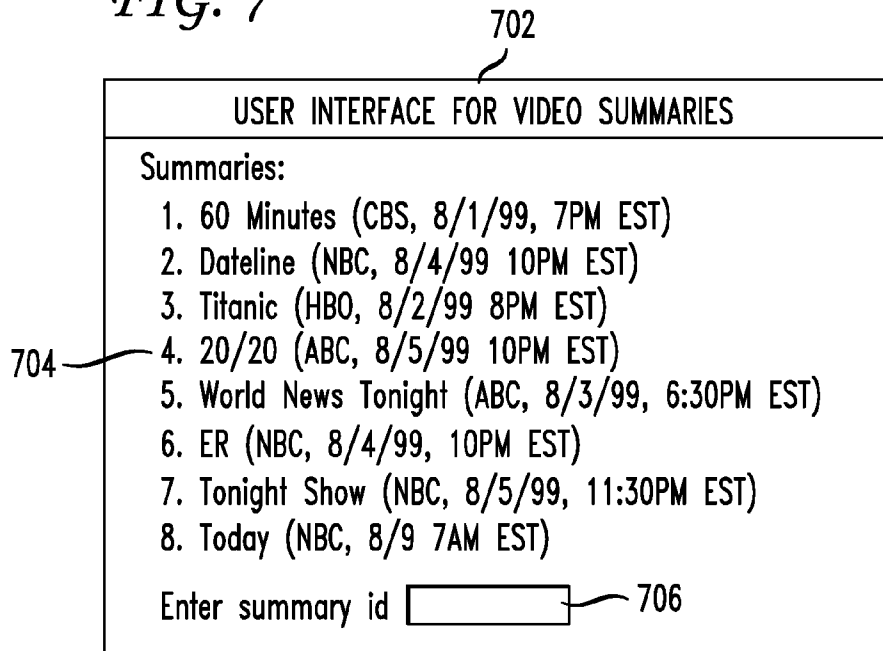 FIG. 7
702
USER INTERFACE FOR VIDEO SUMMARIES
Summaries:
1. 60 Minutes (CBS, 8/1/99, 7PM EST)
2. Dateline (NBC, 8/4/99 10PM EST)
3. Titanic (HBO, 8/2/99 8PM EST)
704 4. 20/20 (ABC, 8/5/99 10PM EST)
5. World News Tonight (ABC, 8/3/99, 6:30PM EST)
6. ER (NBC, 8/4/99, 10PM EST)
7. Tonight Show (NBC, 8/5/99, 11:30PM EST)
8. Today (NBC, 8/9 7AM EST)
Enter summary id 706